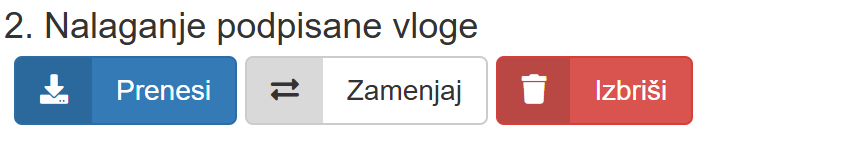 2. Nalaganje podpisane vloge
Prenesi Zamenjaj Izbriši